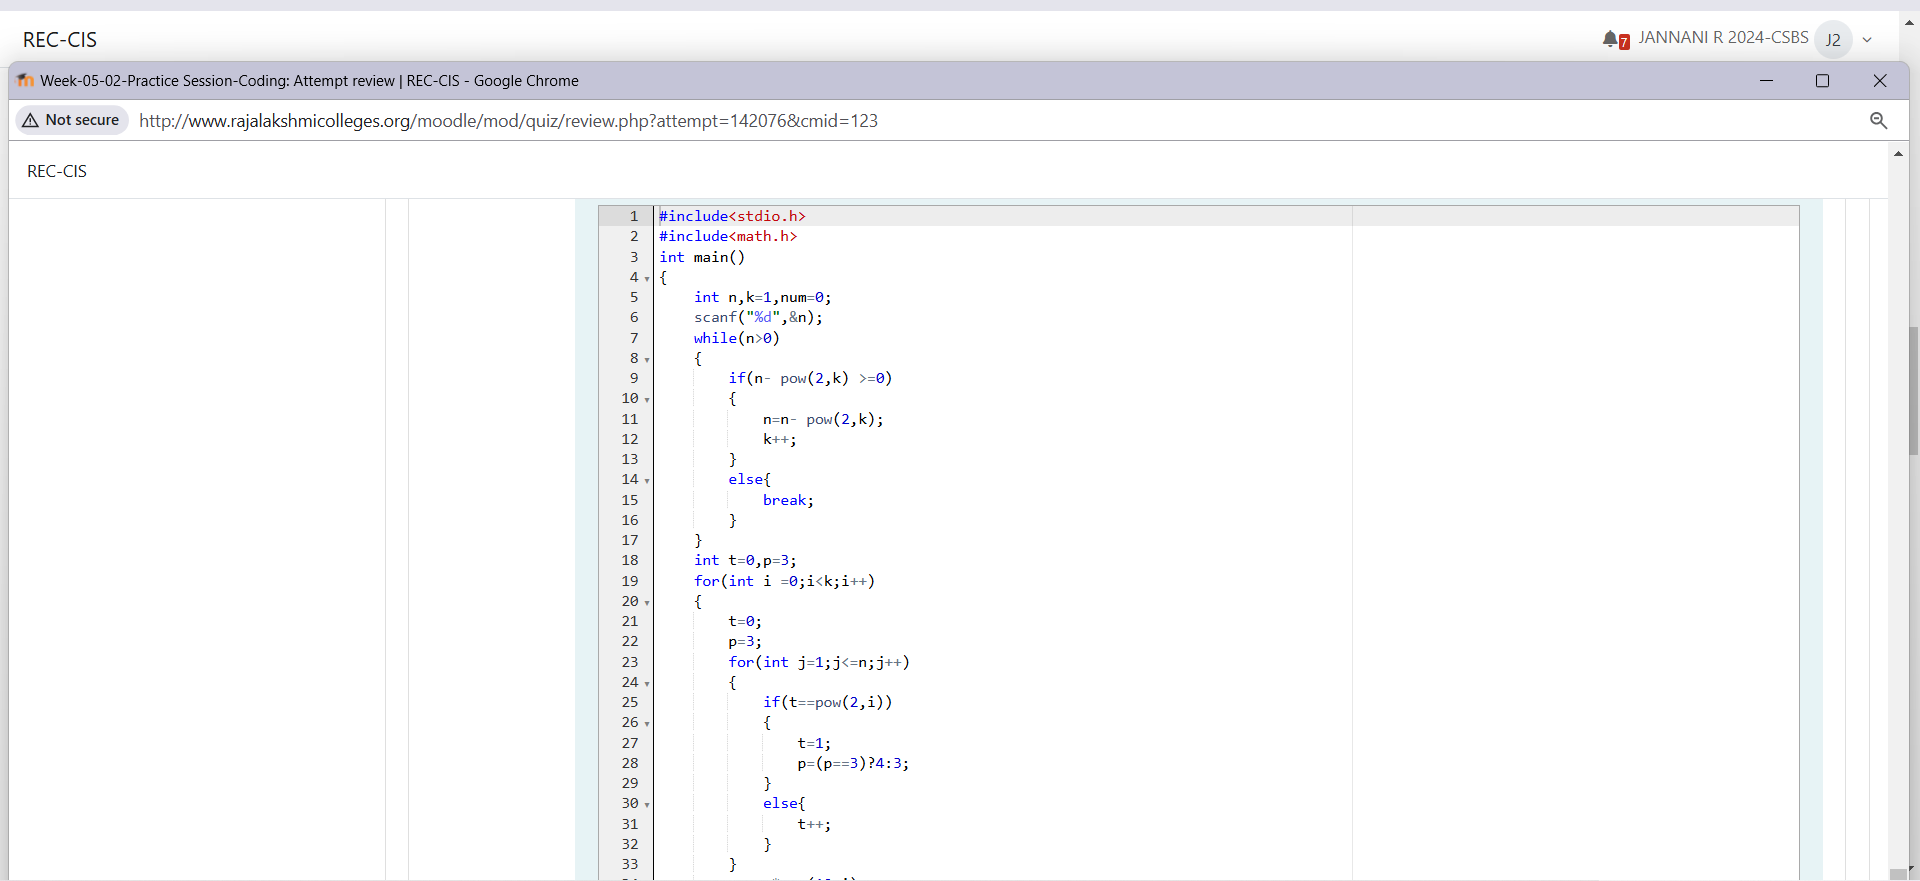 REC-CIS
7 JANNANI R 2024-CSBS J2
Week-05-02-Practice Session-Coding: Attempt review | REC-CIS - Google Chrome
Not secure http://www.rajalakshmicolleges.org/moodle/mod/quiz/review.php?attempt=142076&cmid=123
REC-CIS
1 #include<stdio.h>
2 #include<math.h>
3 int main()
4 {
5 int n,k=1,num=0;
6 scanf("%d",&n);
7 while(n>0)
8 {
9 if(n- pow(2,k) >=0)
10 {
11 n=n- pow(2,k);
12 k++;
13 }
14 else{
15 break;
16 }
17 }
18 int t=0,p=3;
19 for(int i =0;i<k;i++)
20 {
21 t=0;
22 p=3;
23 for(int j=1;j<=n;j++)
24 {
25 if(t==pow(2,i))
26 {
27 t=1;
28 p=(p==3)?4:3;
29 }
30 else{
31 t++;
32 }
33 }